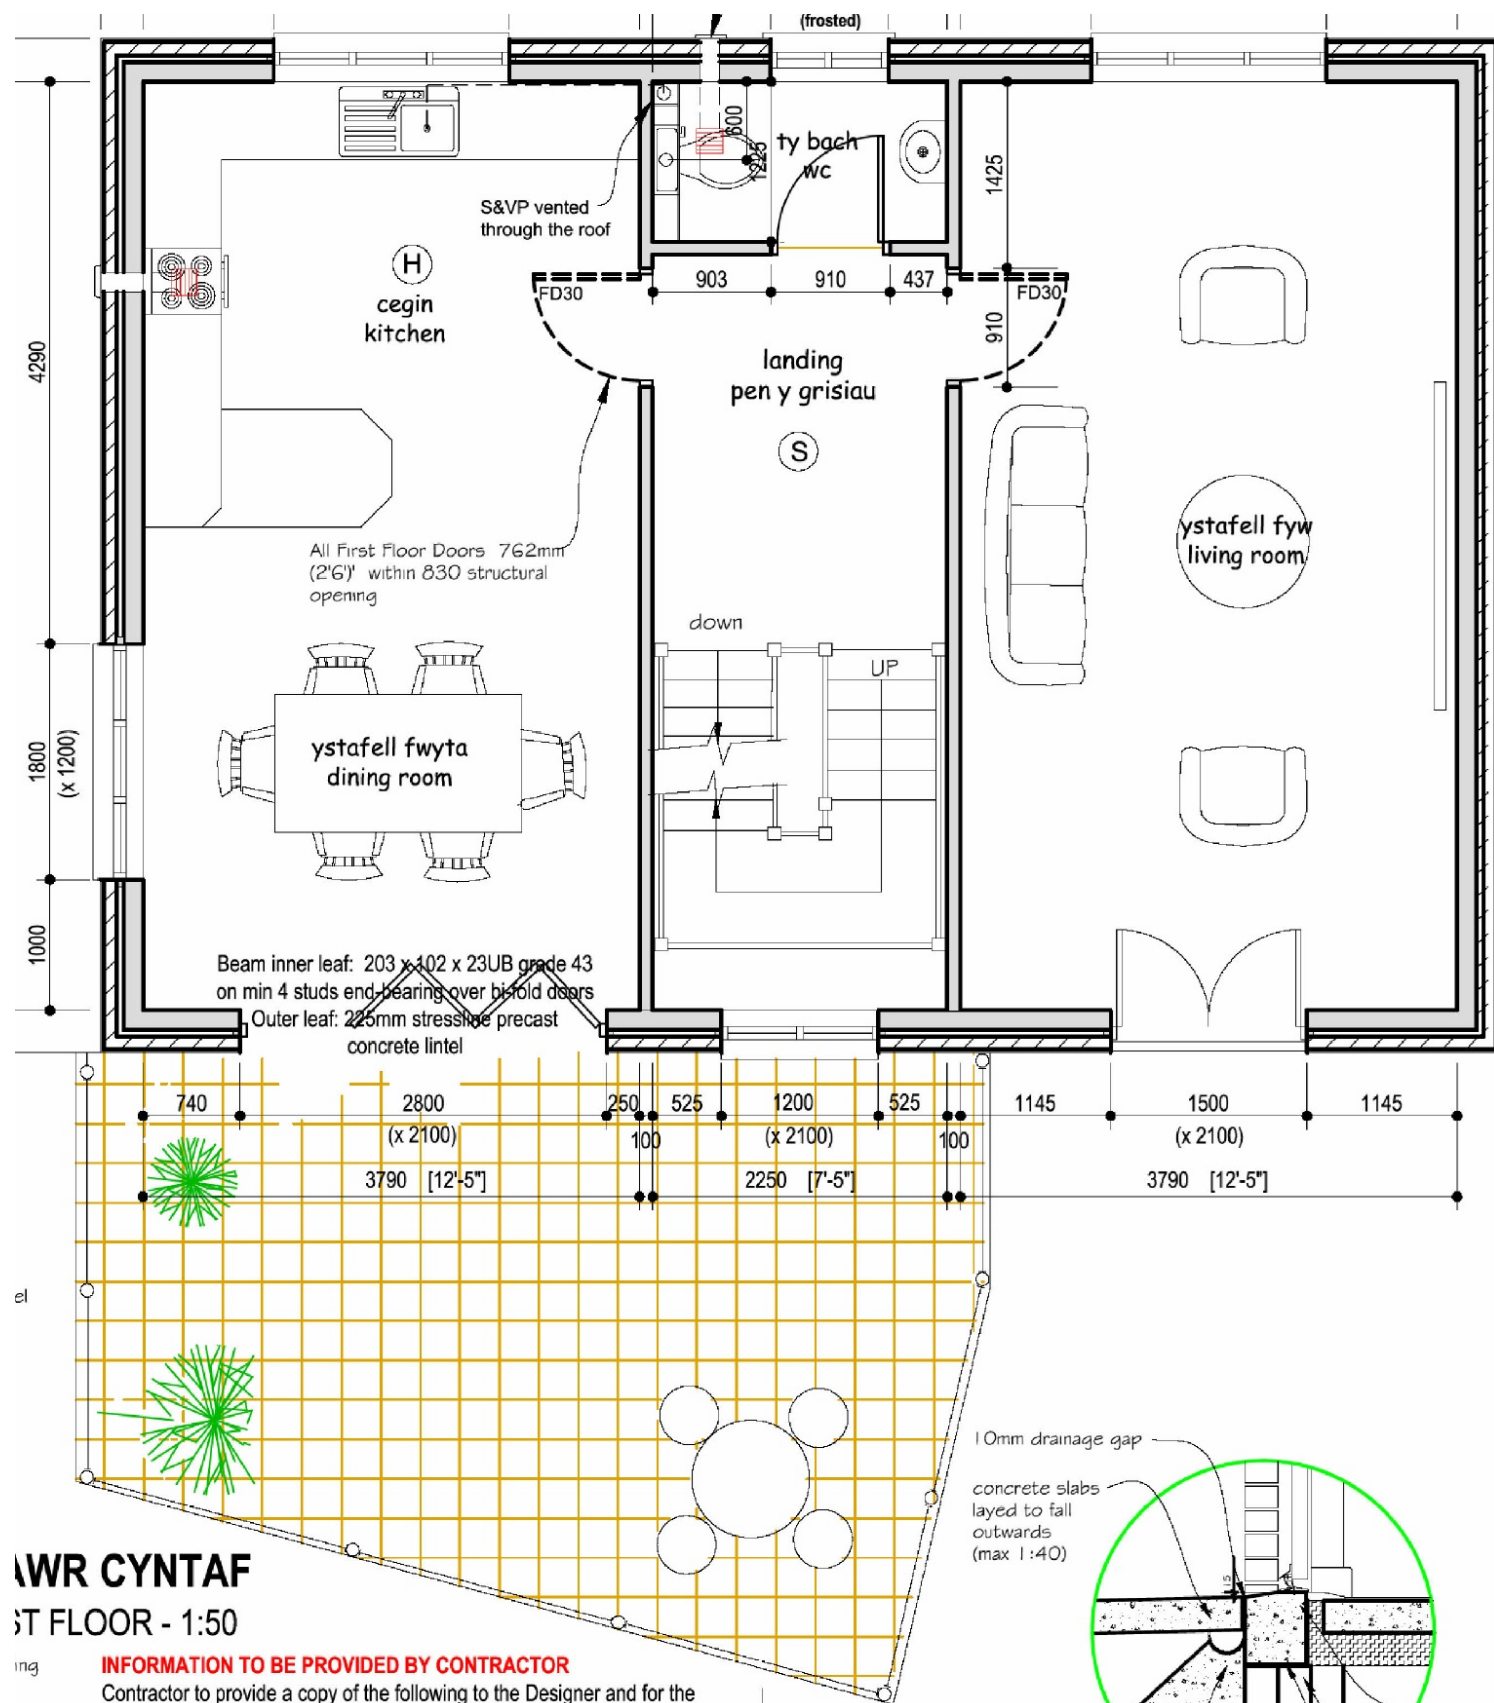 (frosted)
600
1225
ty bach
wc
1425
S&VP vented
through the roof
H
cegin
kitchen
FD30
903
910
437
FD30
910
4290
landing
pen y grisiau
S
ystafell fyw
living room
All First Floor Doors 762mm
(2'6')' within 830 structural
opening
down
UP
1800
(x 1200)
ystafell fwyta
dining room
1000
Beam inner leaf: 203 x 102 x 23UB grade 43
on min 4 studs end-bearing over bi-fold doors
Outer leaf: 225mm stressline precast
concrete lintel
740
2800
250
525
1200
525
1145
1500
1145
(x 2100)
100
(x 2100)
100
(x 2100)
3790 [12'-5"]
2250 [7'-5"]
3790 [12'-5"]
el
10mm drainage gap
concrete slabs
layed to fall
outwards
(max 1:40)
15
AWR CYNTAF
ST FLOOR - 1:50
ing
INFORMATION TO BE PROVIDED BY CONTRACTOR
Contractor to provide a copy of the following to the Designer and for the